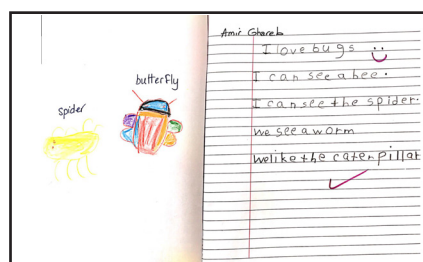 spider
butterfly
Amir Ghareb
I love bugs
I can see a bee.
I can see the spider.
we see a worm
we like the caterpillar